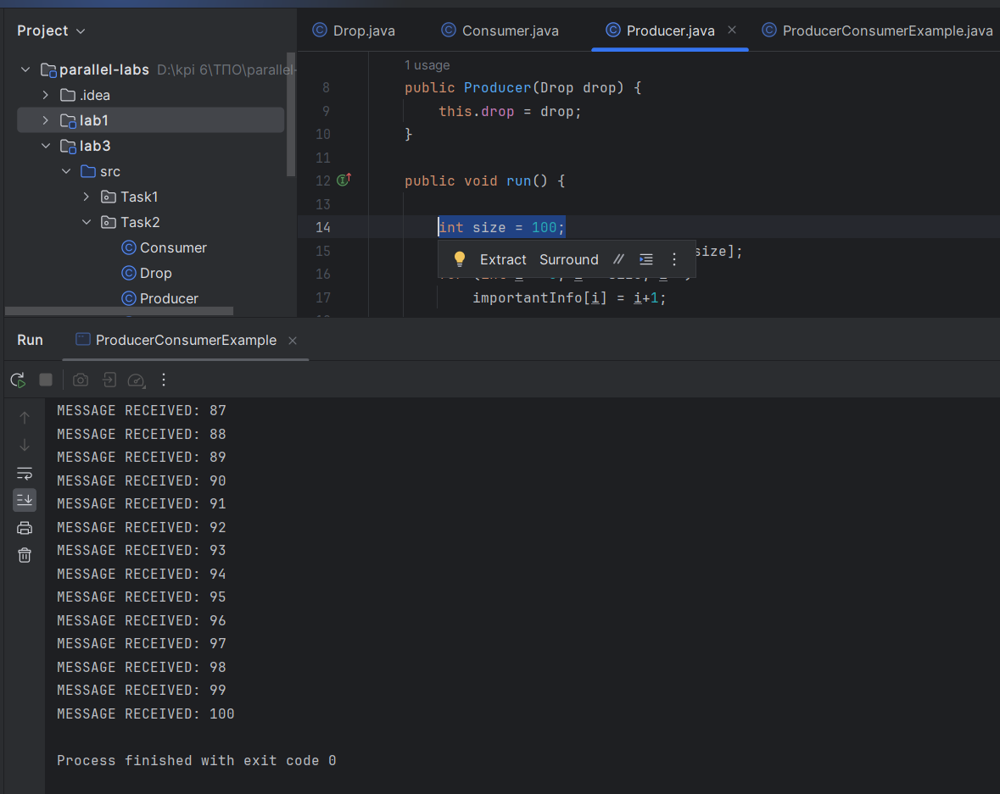 Project
parallel-labs D:\kpi 6\ТПО\parallel-
.idea
lab1
lab3
src
Task1
Task2
Consumer
Drop
Producer
Drop.java Consumer.java Producer.java ProducerConsumerExample.java
1 usage
8 public Producer(Drop drop) {
9 this.drop = drop;
10 }
11
12 public void run() {
13
14 int size = 100;
15 size];
Extract Surround //
16
17 importantInfo[i] = i+1;
Run ProducerConsumerExample
MESSAGE RECEIVED: 87
MESSAGE RECEIVED: 88
MESSAGE RECEIVED: 89
MESSAGE RECEIVED: 90
MESSAGE RECEIVED: 91
MESSAGE RECEIVED: 92
MESSAGE RECEIVED: 93
MESSAGE RECEIVED: 94
MESSAGE RECEIVED: 95
MESSAGE RECEIVED: 96
MESSAGE RECEIVED: 97
MESSAGE RECEIVED: 98
MESSAGE RECEIVED: 99
MESSAGE RECEIVED: 100
Process finished with exit code 0